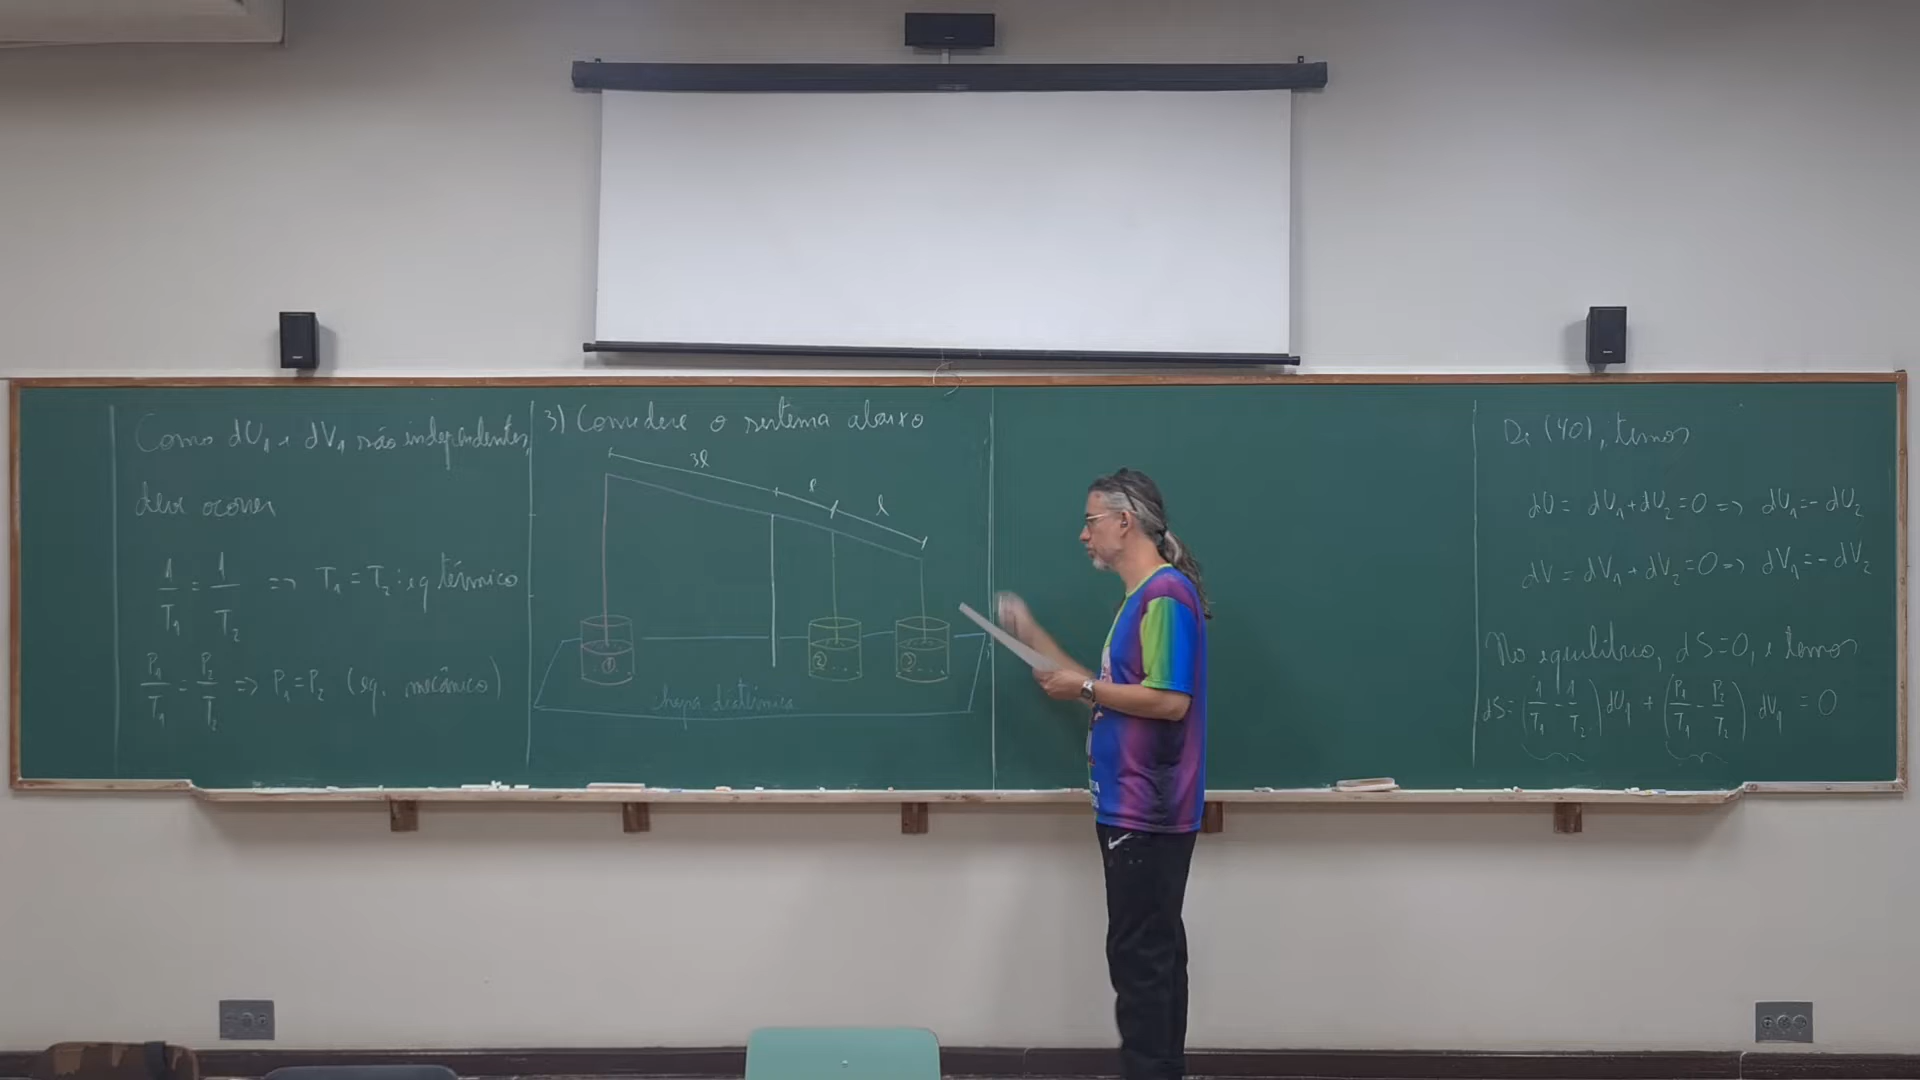 Como dU₁ e dV₁ são independentes,
deve ocorrer
1/T₁ = 1/T₂ => T₁ = T₂ : eq térmico
P₁/T₁ = P₂/T₂ => P₁ = P₂ (eq. mecânico)
3) Considere o sistema abaixo
3l
l
l
1
2
3
chapa diatérmica
De (40), temos
dU = dU₁ + dU₂ = 0 => dU₁ = - dU₂
dV = dV₁ + dV₂ = 0 => dV₁ = - dV₂
No equilíbrio, dS = 0, e temos
dS = (1/T₁ - 1/T₂) dU₁ + (P₁/T₁ - P₂/T₂) dV₁ = 0